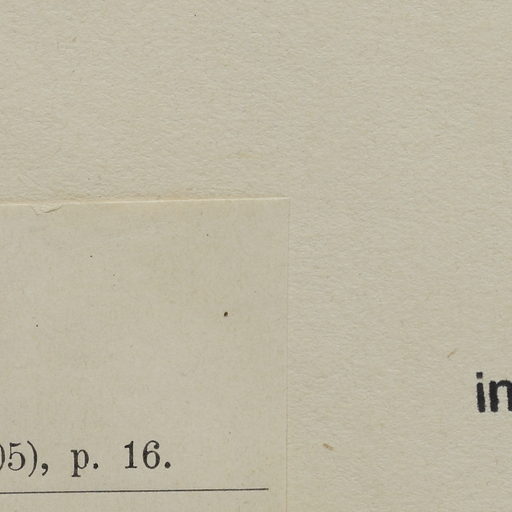 in
05), p. 16.